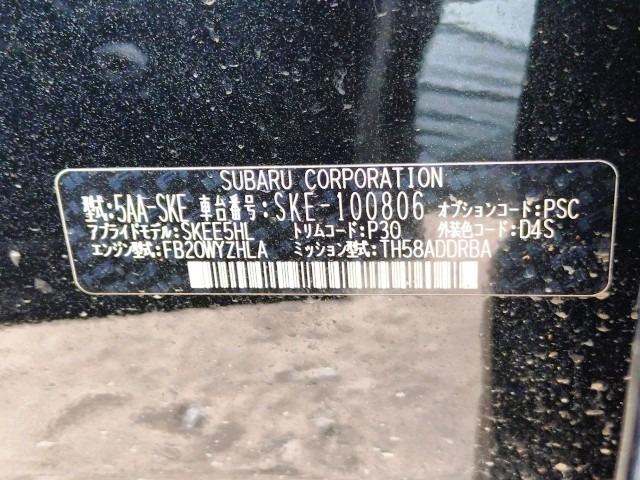 SUBARU CORPORATION
型式:5AA-SKE 車台番号:SKE-100806 オプションコード:PSC
アプライドモデル:SKEE5HL トリムコード:P30 外装色コード:D4S
エンジン型式:FB20WYZHLA ミッション型式:TH58ADDRBA